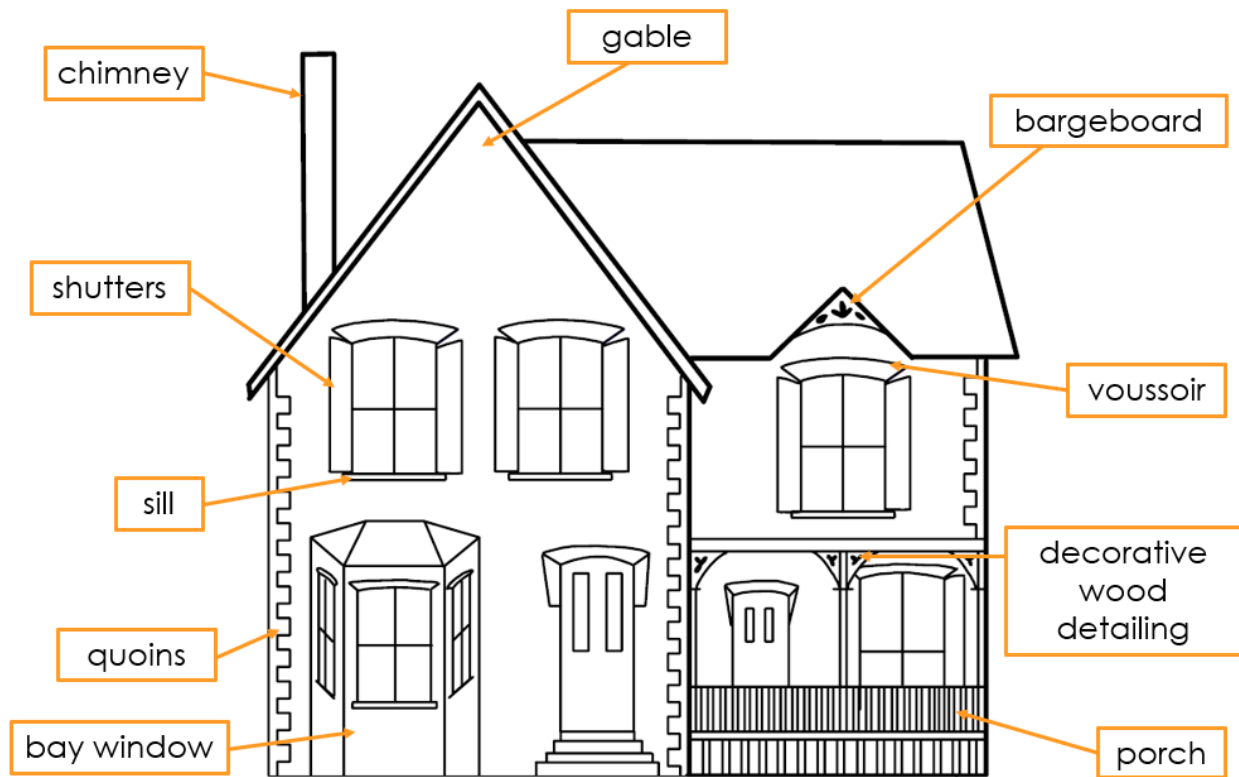 gable
chimney
bargeboard
shutters
voussoir
sill
decorative
wood
detailing
quoins
bay window
porch